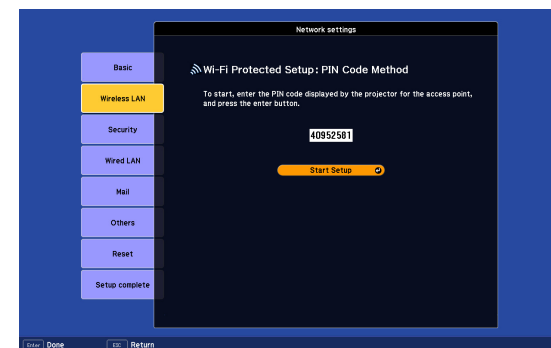 Network settings
Basic
Wireless LAN
Security
Wired LAN
Mail
Others
Reset
Setup complete
Wi-Fi Protected Setup: PIN Code Method
To start, enter the PIN code displayed by the projector for the access point,
and press the enter button.
40952581
Start Setup
Enter Done
ESC Return